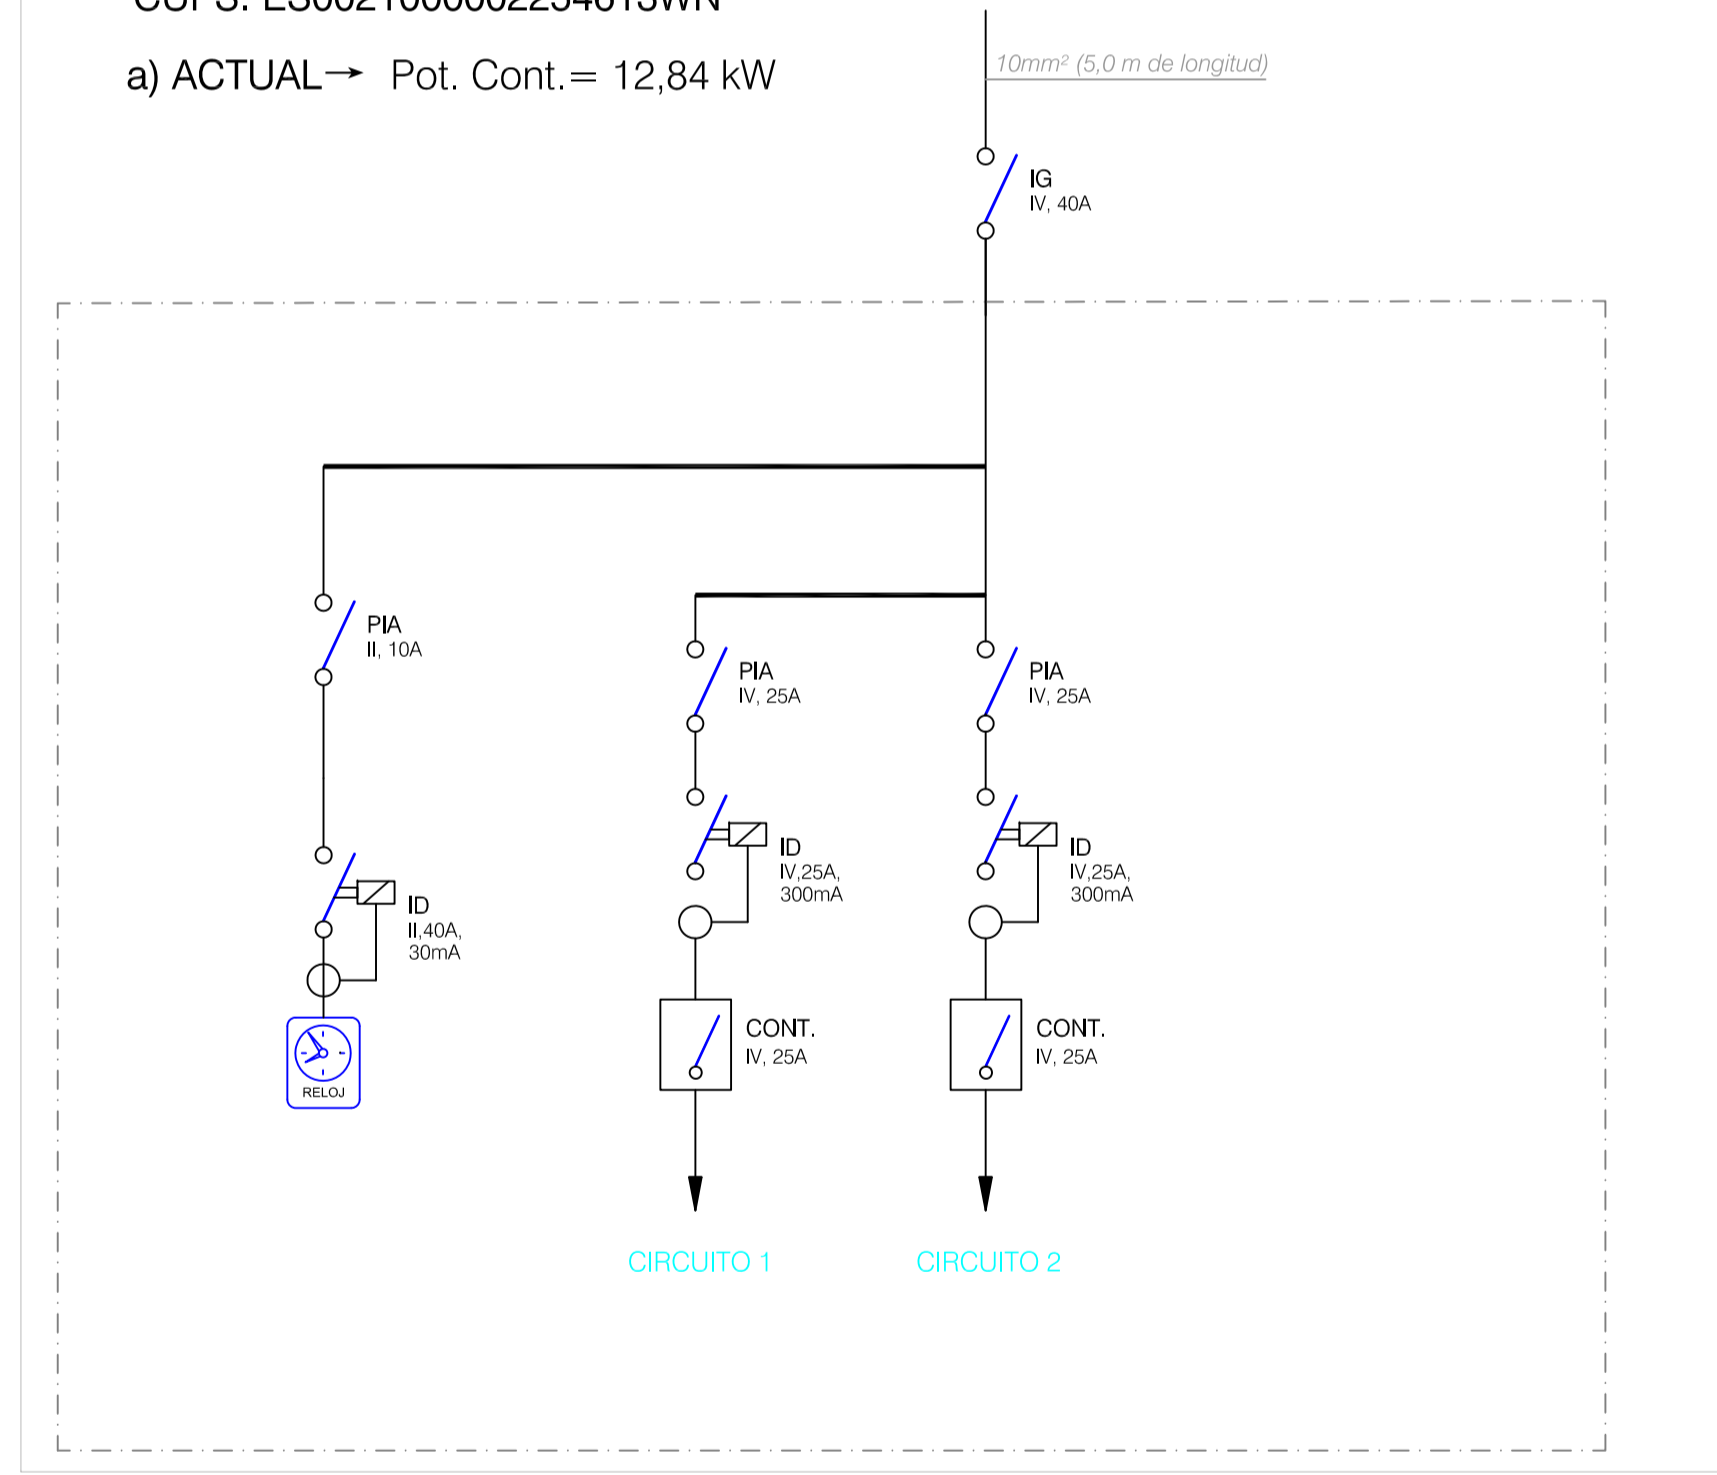 a) ACTUAL→ Pot. Cont.= 12,84 kW
10mm² (5,0 m de longitud)
IG
IV, 40A
PIA
II, 10A
PIA
IV, 25A
PIA
IV, 25A
ID
II,40A,
30mA
ID
IV,25A,
300mA
ID
IV,25A,
300mA
CONT.
IV, 25A
CONT.
IV, 25A
RELOJ
CIRCUITO 1
CIRCUITO 2